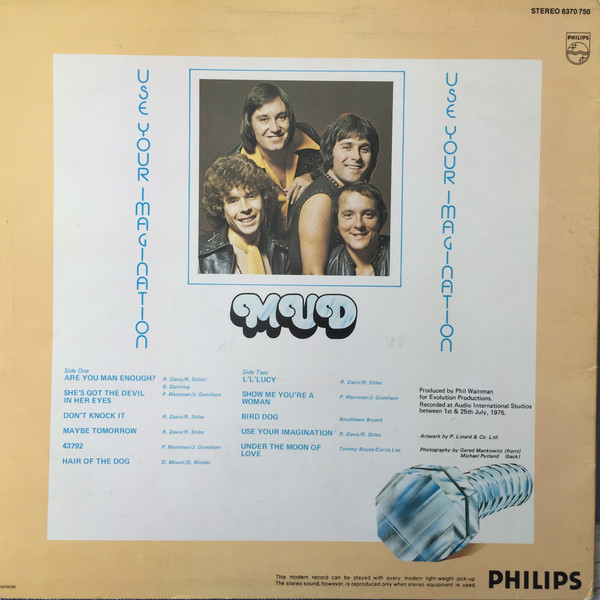 STEREO 6370 750
PHILIPS
USE YOUR IMAGINATION
USE YOUR IMAGINATION
MUD
Side One
ARE YOU MAN ENOUGH? R. Davis/R. Stiles/
B. Dunning
SHE'S GOT THE DEVIL P. Wainman/J. Goodison
IN HER EYES
DON'T KNOCK IT R. Davis/R. Stiles
MAYBE TOMORROW R. Davis/R. Stiles
43792 P. Wainman/J. Goodison
HAIR OF THE DOG D. Mount/D. Mindel
Side Two
L'L'LUCY R. Davis/R. Stiles
SHOW ME YOU'RE A P. Wainman/J. Goodison
WOMAN
BIRD DOG Boudleaux Bryant
USE YOUR IMAGINATION R. Davis/R. Stiles
UNDER THE MOON OF Tommy Boyce/Curtis Lee
LOVE
Produced by Phil Wainman
for Evolution Productions.
Recorded at Audio International Studios
between 1st & 25th July, 1975.
Artwork by P. Linard & Co. Ltd.
Photography by Gered Mankowitz (front)
Michael Putland (back)
This modern record can be played with every modern light-weight pick-up.
The stereo sound, however, is reproduced only when stereo equipment is used.
PHILIPS